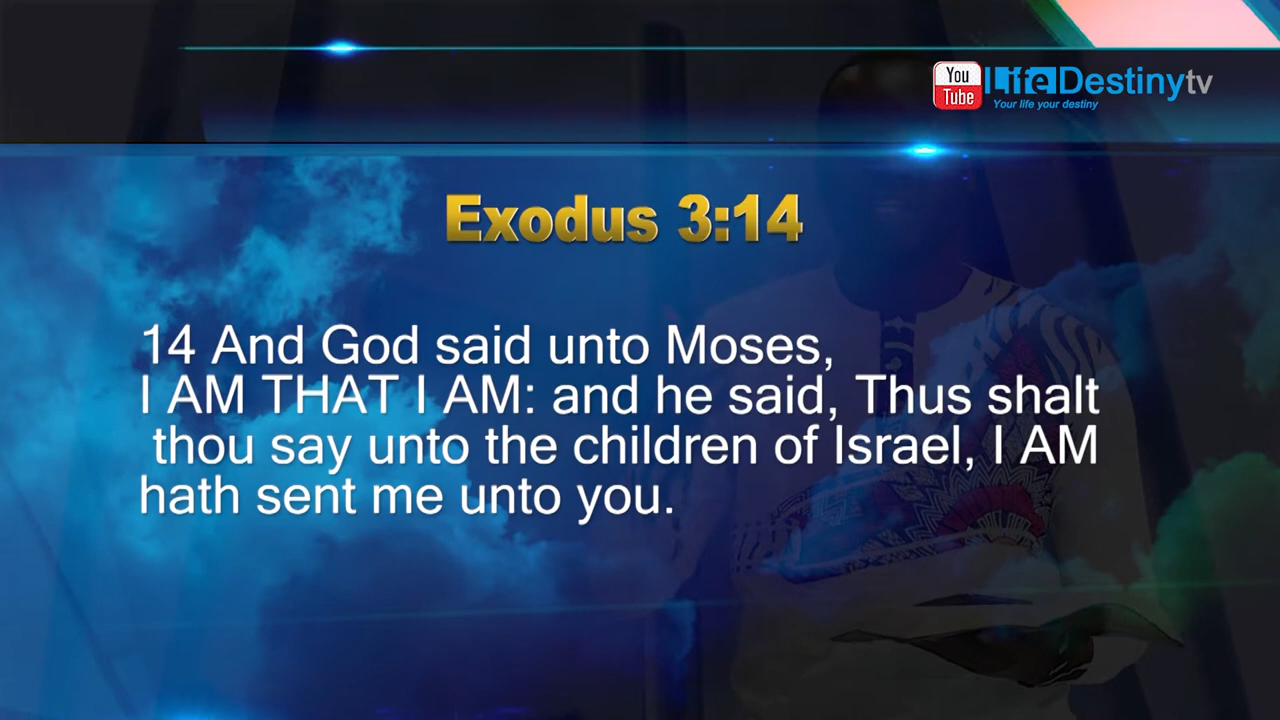 You
Tube
LifeDestinytv
Your life your destiny
Exodus 3:14
14 And God said unto Moses,
I AM THAT I AM: and he said, Thus shalt
thou say unto the children of Israel, I AM
hath sent me unto you.